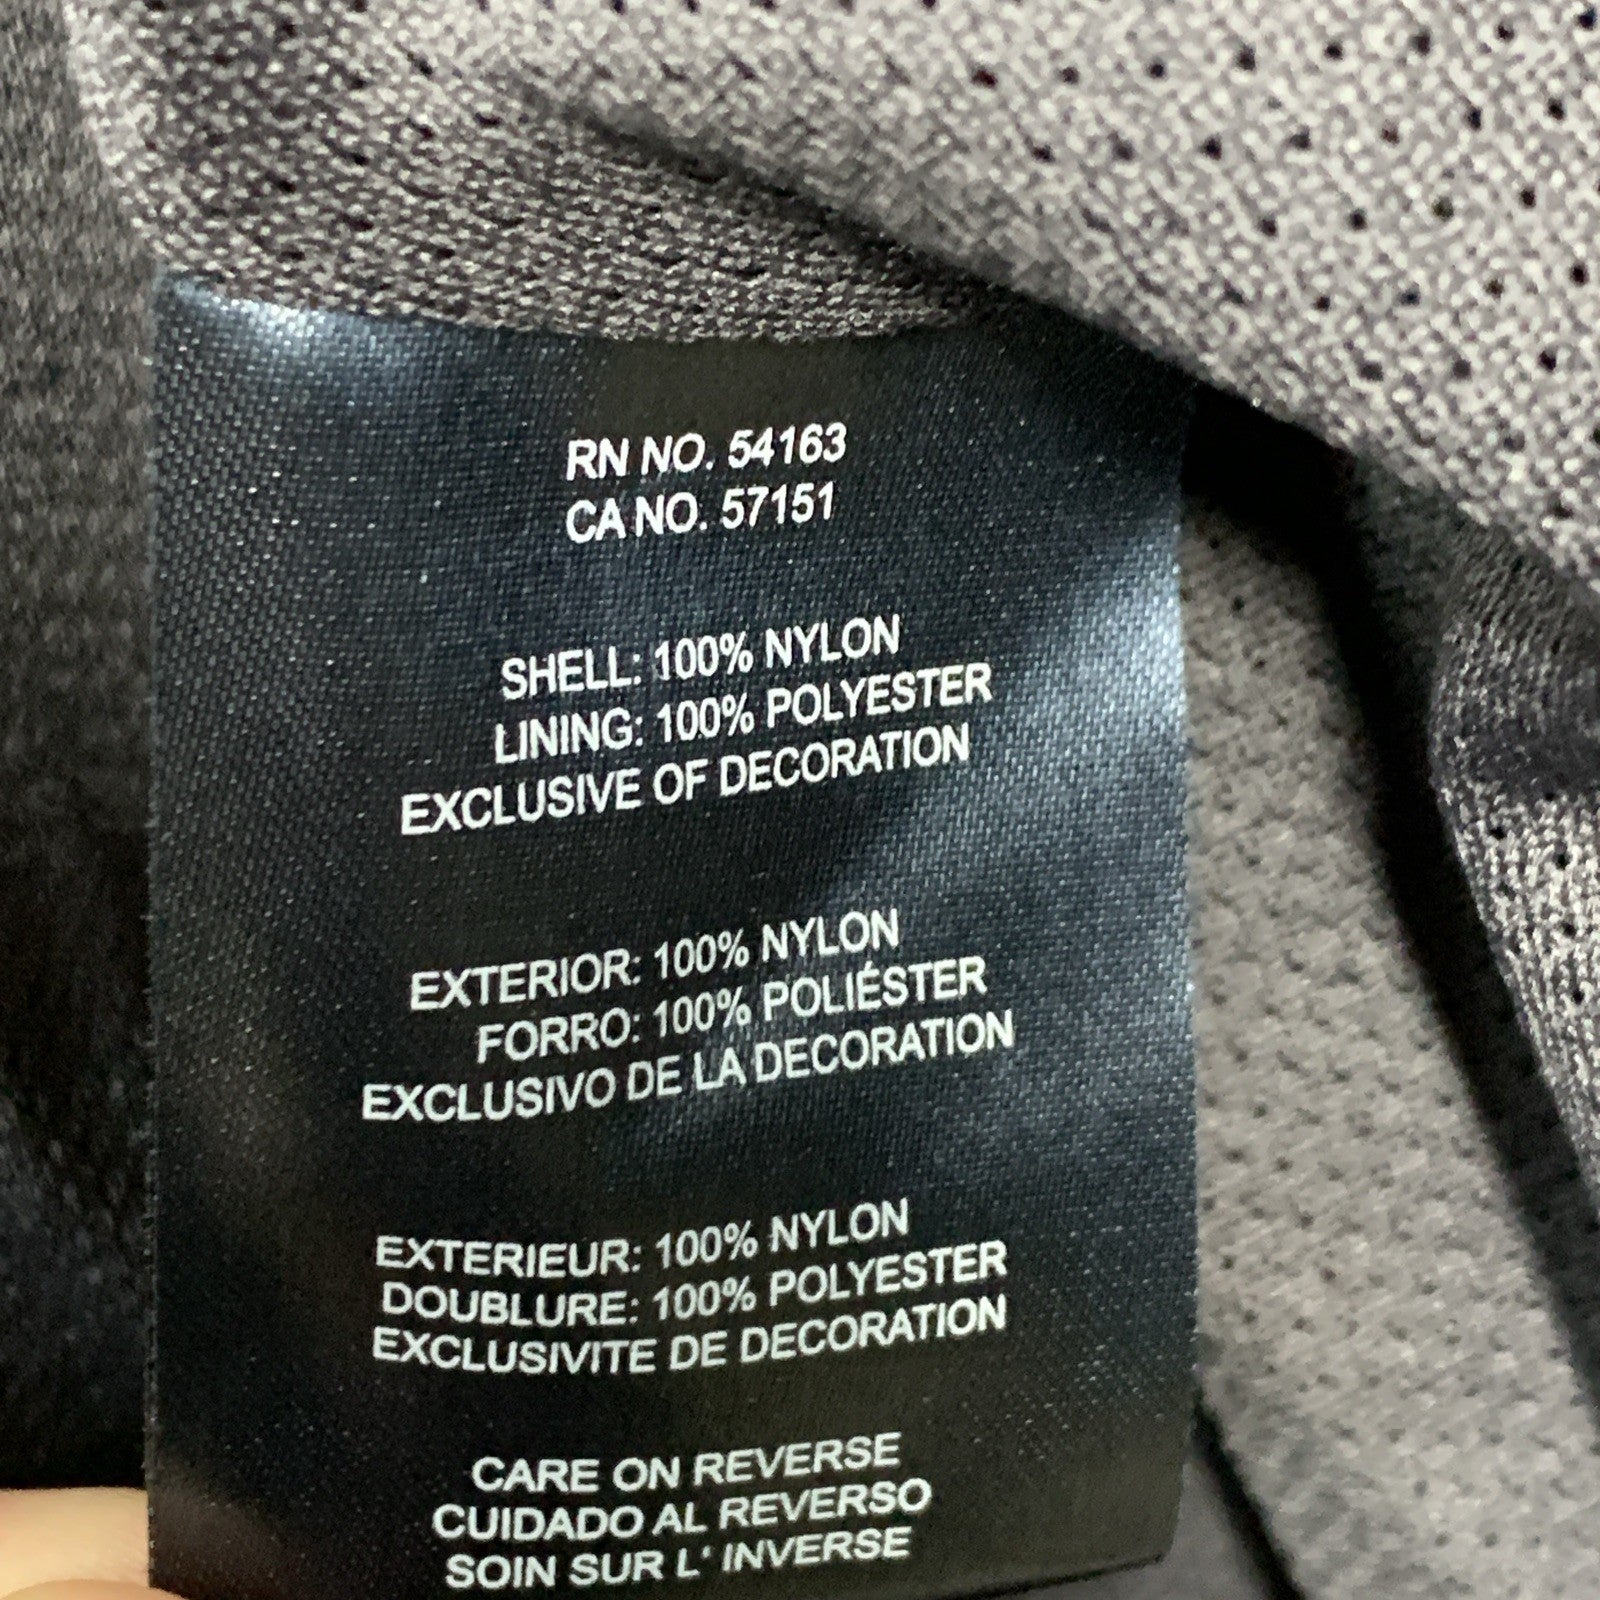 RN NO. 54163
CA NO. 57151
SHELL: 100% NYLON
LINING: 100% POLYESTER
EXCLUSIVE OF DECORATION
EXTERIOR: 100% NYLON
FORRO: 100% POLIÉSTER
EXCLUSIVO DE LA DECORATION
EXTERIEUR: 100% NYLON
DOUBLURE: 100% POLYESTER
EXCLUSIVITE DE DECORATION
CARE ON REVERSE
CUIDADO AL REVERSO
SOIN SUR L' INVERSE